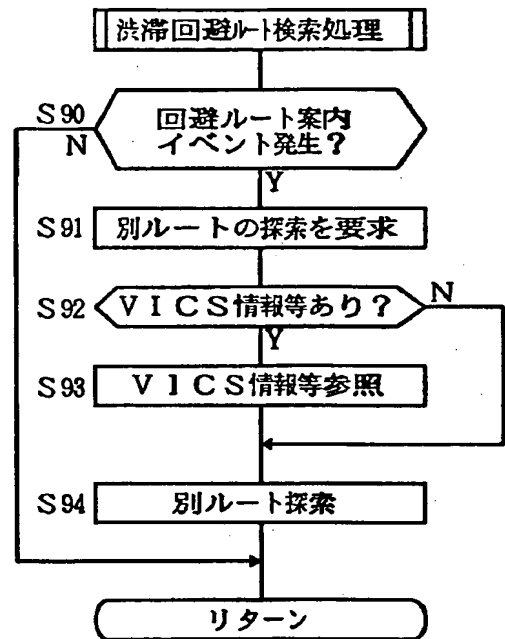 渋滞回避ルート検索処理
S90
回避ルート案内
イベント発生?
N
Y
S91
別ルートの探索を要求
S92
VICS情報等あり?
N
Y
S93
VICS情報等参照
S94
別ルート探索
リターン